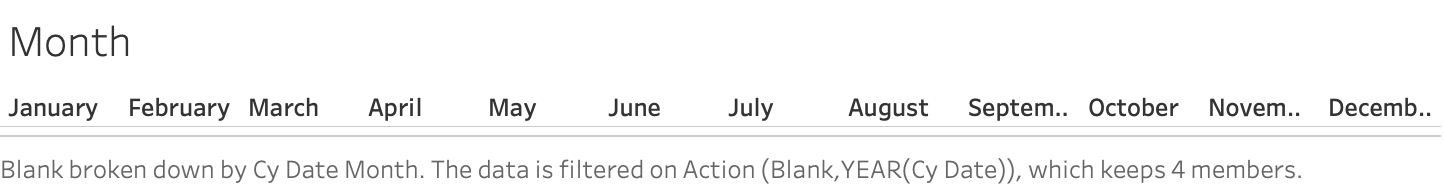 Month
January February March April May June July August Septem.. October Novem.. Decemb..
Blank broken down by Cy Date Month. The data is filtered on Action (Blank,YEAR(Cy Date)), which keeps 4 members.